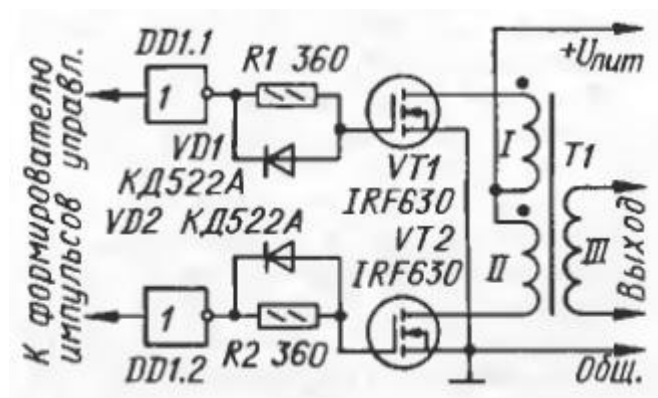 DD1.1
R1 360
+Uпит
1
VD1
КД522А
VT1
IRF630
I
T1
VD2 КД522А
VT2
IRF630
II
III
Выход
К формирователю
импульсов управл.
1
R2 360
DD1.2
Общ.